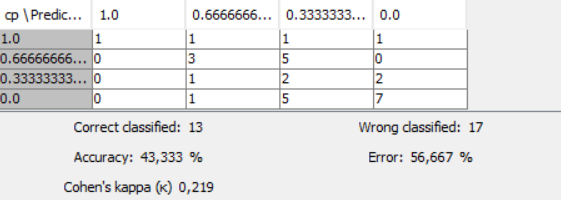 cp \Predic... 1.0 0.6666666... 0.3333333... 0.0
1.0 1 1 1 1
0.66666666... 0 3 5 0
0.33333333... 0 1 2 2
0.0 0 1 5 7
Correct classified: 13 Wrong classified: 17
Accuracy: 43,333 % Error: 56,667 %
Cohen's kappa (κ) 0,219